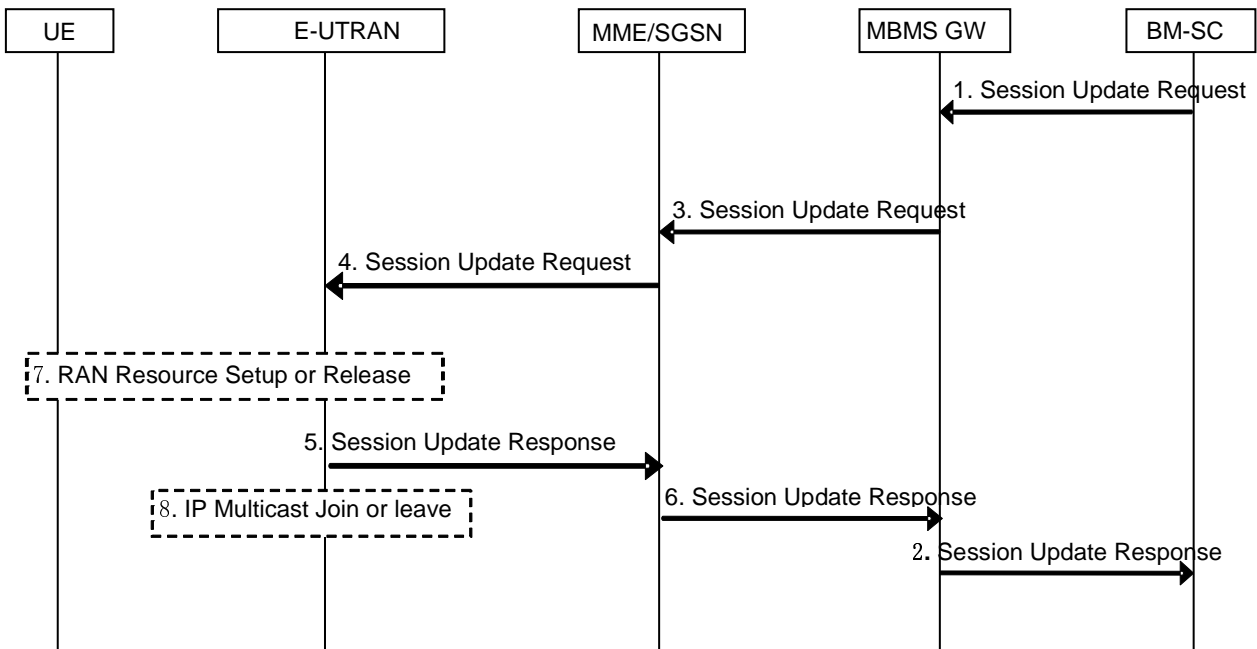 UE
E-UTRAN
MME/SGSN
MBMS GW
BM-SC
1. Session Update Request
3. Session Update Request
4. Session Update Request
7. RAN Resource Setup or Release
5. Session Update Response
6. Session Update Response
8. IP Multicast Join or leave
2. Session Update Response